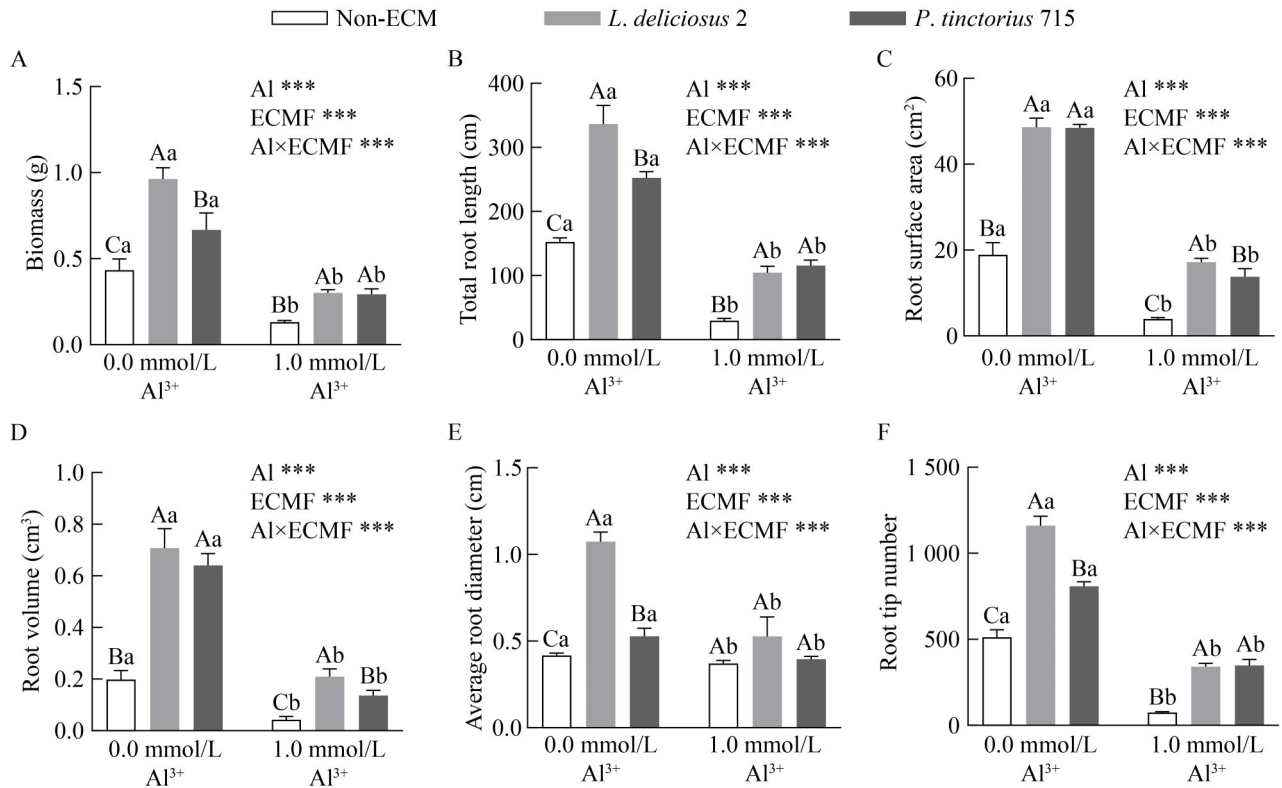 Non-ECM L. deliciosus 2 P. tinctorius 715
A
Biomass (g)
1.5
1.0
0.5
0.0
Al ***
ECMF ***
Al×ECMF ***
Ca
Aa
Ba
Bb
Ab
Ab
0.0 mmol/L
Al³⁺
1.0 mmol/L
Al³⁺
B
Total root length (cm)
400
300
200
100
0
Al ***
ECMF ***
Al×ECMF ***
Ca
Aa
Ba
Bb
Ab
Ab
0.0 mmol/L
Al³⁺
1.0 mmol/L
Al³⁺
C
Root surface area (cm²)
60
40
20
0
Al ***
ECMF ***
Al×ECMF ***
Ba
Aa
Aa
Cb
Ab
Bb
0.0 mmol/L
Al³⁺
1.0 mmol/L
Al³⁺
D
Root volume (cm³)
1.0
0.8
0.6
0.4
0.2
0.0
Al ***
ECMF ***
Al×ECMF ***
Ba
Aa
Aa
Cb
Ab
Bb
0.0 mmol/L
Al³⁺
1.0 mmol/L
Al³⁺
E
Average root diameter (cm)
1.5
1.0
0.5
0.0
Al ***
ECMF ***
Al×ECMF ***
Ca
Aa
Ba
Ab
Ab
Ab
0.0 mmol/L
Al³⁺
1.0 mmol/L
Al³⁺
F
Root tip number
1 500
1 000
500
0
Al ***
ECMF ***
Al×ECMF ***
Ca
Aa
Ba
Bb
Ab
Ab
0.0 mmol/L
Al³⁺
1.0 mmol/L
Al³⁺